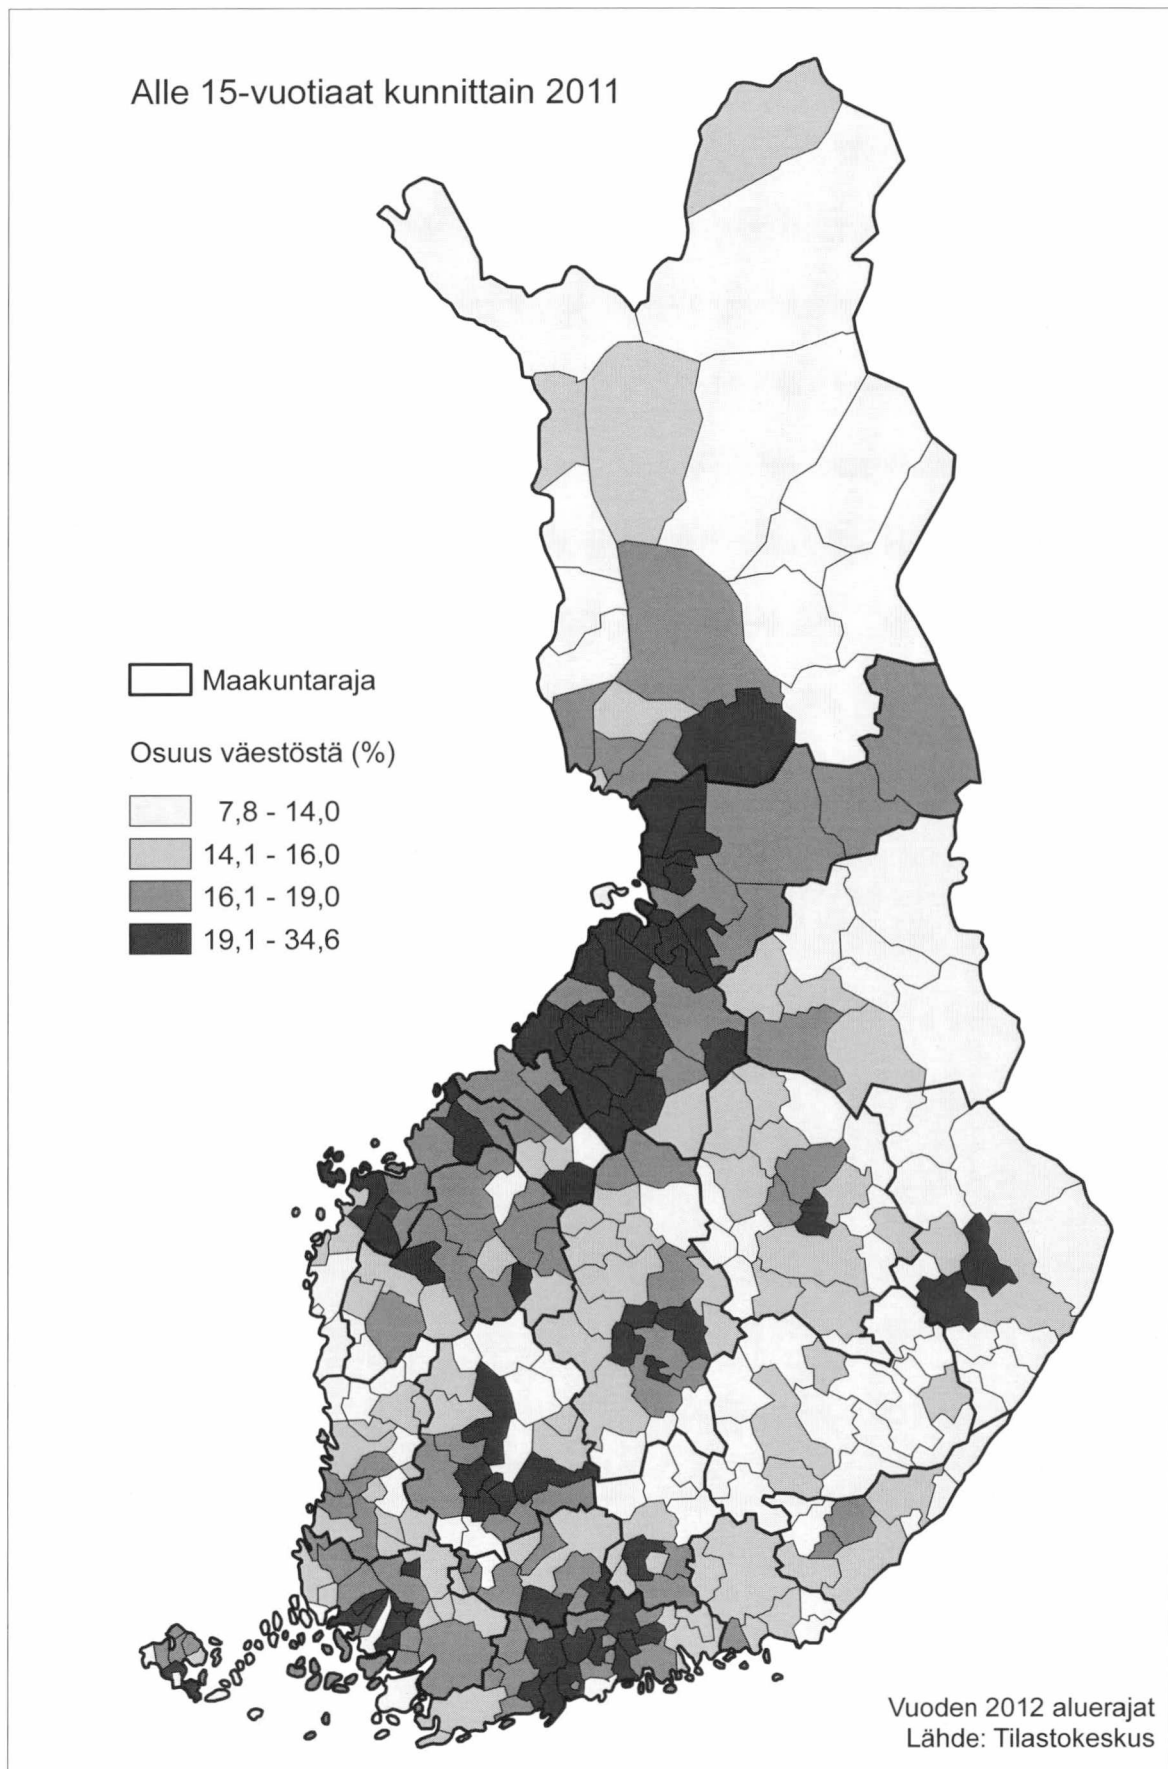 Alle 15-vuotiaat kunnittain 2011
Maakuntaraja
Osuus väestöstä (%)
7,8 - 14,0
14,1 - 16,0
16,1 - 19,0
19,1 - 34,6
Vuoden 2012 aluerajat
Lähde: Tilastokeskus